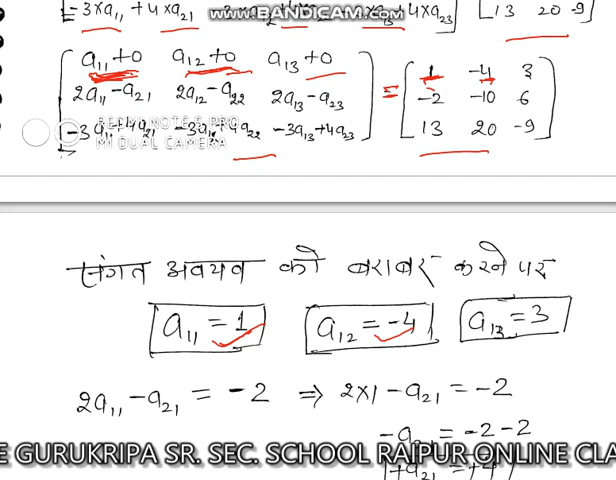 -3×a₁₁ + 4×a₂₁ ×a₂₃ + 4×a₂₃ 13 20 -9
www.BANDICAM.com
a₁₁+0 a₁₂+0 a₁₃+0 = 1 -4 3
2a₁₁-a₂₁ 2a₁₂-a₂₂ 2a₁₃-a₂₃ -2 -10 6
-3a₁₁+4a₂₁ -3a₁₂+4a₂₂ -3a₁₃+4a₂₃ 13 20 -9
REDMI NOTE 5 PRO
MI DUAL CAMERA
संगत अवयव को बराबर करने पर
a₁₁ = 1 a₁₂ = -4 a₁₃ = 3
2a₁₁ - a₂₁ = -2 ⇒ 2×1 - a₂₁ = -2
-a₂₁ = -2-2
+a₂₁ = +4
E GURUKRIPA SR. SEC. SCHOOL RAIPUR ONLINE CLA